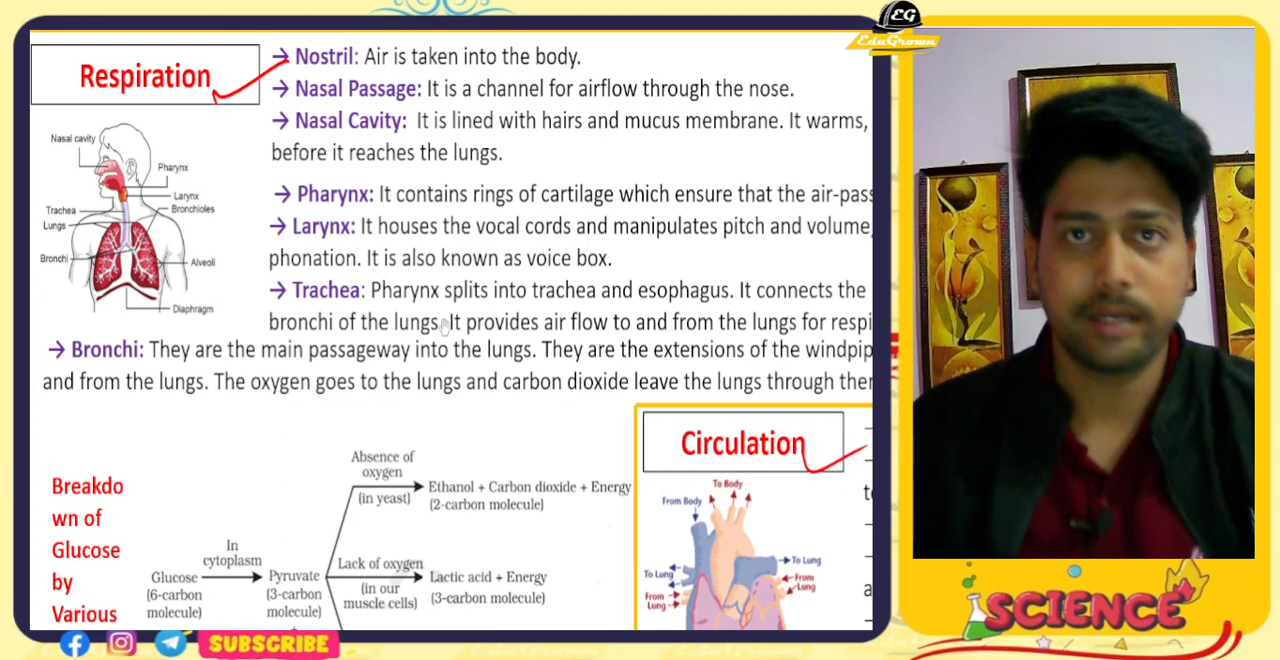 EG
EduGrown
Respiration
→ Nostril: Air is taken into the body.
→ Nasal Passage: It is a channel for airflow through the nose.
→ Nasal Cavity: It is lined with hairs and mucus membrane. It warms,
before it reaches the lungs.
→ Pharynx: It contains rings of cartilage which ensure that the air-pass
→ Larynx: It houses the vocal cords and manipulates pitch and volume,
phonation. It is also known as voice box.
→ Trachea: Pharynx splits into trachea and esophagus. It connects the
bronchi of the lungs. It provides air flow to and from the lungs for respi
→ Bronchi: They are the main passageway into the lungs. They are the extensions of the windpip
and from the lungs. The oxygen goes to the lungs and carbon dioxide leave the lungs through ther
Nasal cavity
Pharynx
Larynx
Bronchioles
Trachea
Lungs
Bronchi
Alveoli
Diaphragm
Breakdo
wn of
Glucose
by
Various
Glucose
(6-carbon
molecule)
In
cytoplasm
Pyruvate
(3-carbon
molecule)
Absence of
oxygen
(in yeast)
Ethanol + Carbon dioxide + Energy
(2-carbon molecule)
Lack of oxygen
(in our
muscle cells)
Lactic acid + Energy
(3-carbon molecule)
Circulation
To Body
From Body
To Lung
To Lung
From
Lung
From
Lung
SUBSCRIBE
SCIENCE